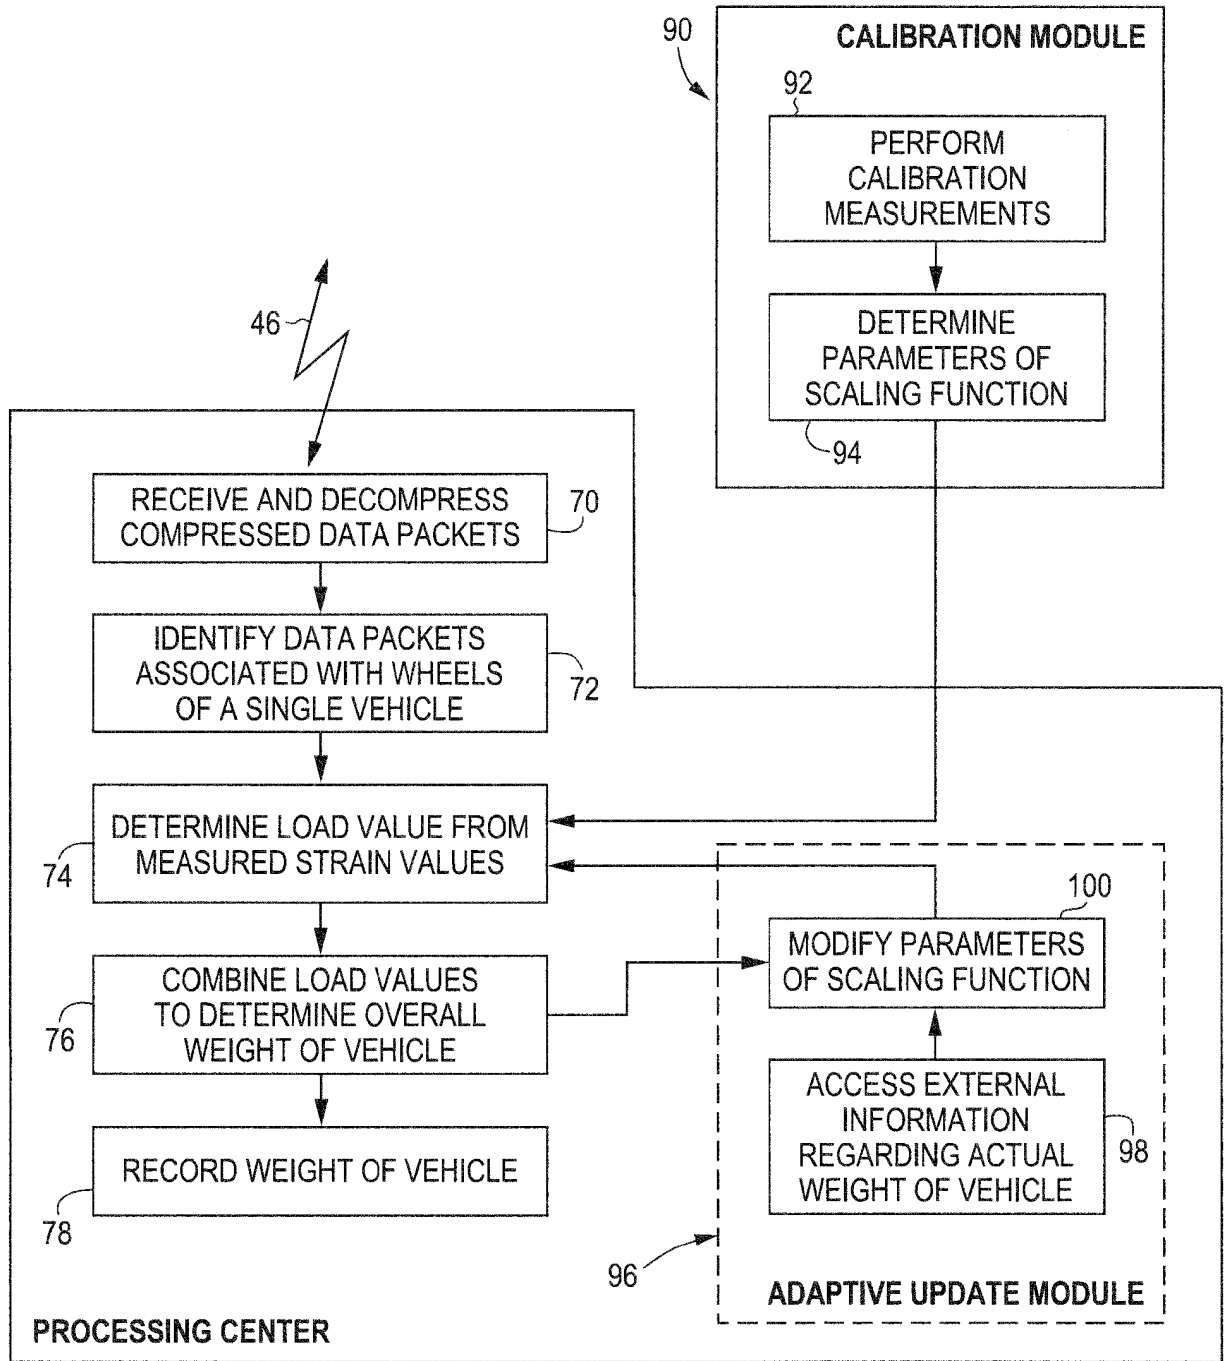 90
CALIBRATION MODULE
92
PERFORM
CALIBRATION
MEASUREMENTS
DETERMINE
PARAMETERS OF
SCALING FUNCTION
94
46
RECEIVE AND DECOMPRESS
COMPRESSED DATA PACKETS
70
IDENTIFY DATA PACKETS
ASSOCIATED WITH WHEELS
OF A SINGLE VEHICLE
72
DETERMINE LOAD VALUE FROM
MEASURED STRAIN VALUES
74
COMBINE LOAD VALUES
TO DETERMINE OVERALL
WEIGHT OF VEHICLE
76
RECORD WEIGHT OF VEHICLE
78
100
MODIFY PARAMETERS
OF SCALING FUNCTION
ACCESS EXTERNAL
INFORMATION
REGARDING ACTUAL
WEIGHT OF VEHICLE
98
96
ADAPTIVE UPDATE MODULE
PROCESSING CENTER